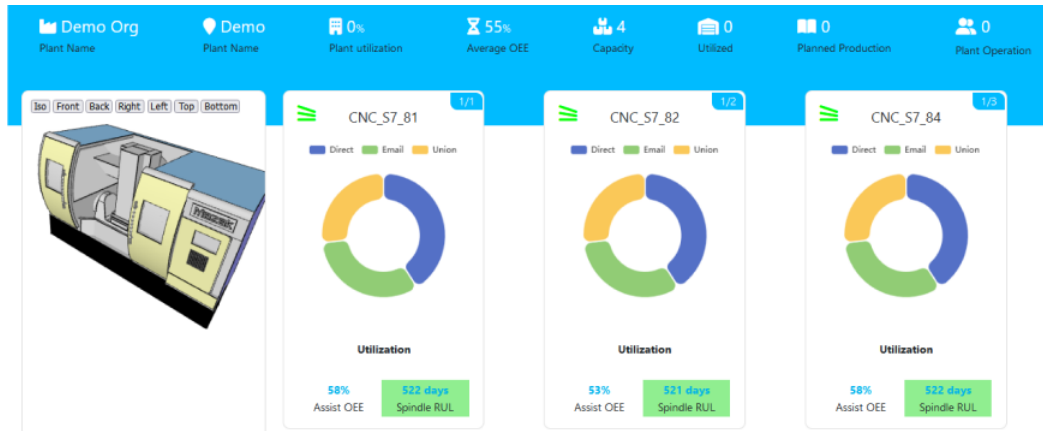 Demo Org
Plant Name
Demo
Plant Name
0%
Plant utilization
55%
Average OEE
4
Capacity
0
Utilized
0
Planned Production
0
Plant Operation
Iso Front Back Right Left Top Bottom
Mazak
1/1
CNC_S7_81
Direct Email Union
Utilization
58%
Assist OEE
522 days
Spindle RUL
1/2
CNC_S7_82
Direct Email Union
Utilization
53%
Assist OEE
521 days
Spindle RUL
1/3
CNC_S7_84
Direct Email Union
Utilization
58%
Assist OEE
522 days
Spindle RUL